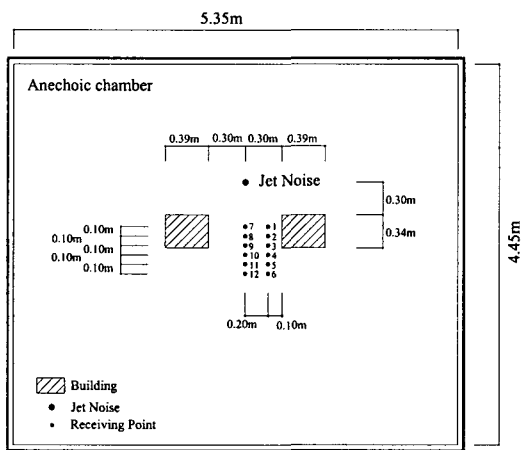 5.35m
Anechoic chamber
0.39m 0.30m 0.30m 0.39m
Jet Noise
0.30m
0.34m
4.45m
0.10m
0.10m
0.10m
0.10m
0.10m
7 1
8 2
9 3
10 4
11 5
12 6
0.20m 0.10m
Building
Jet Noise
Receiving Point